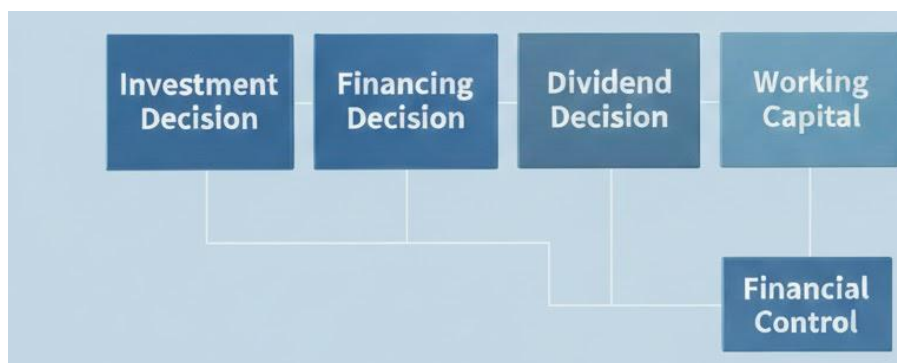 Investment
Decision
Financing
Decision
Dividend
Decision
Working
Capital
Financial
Control